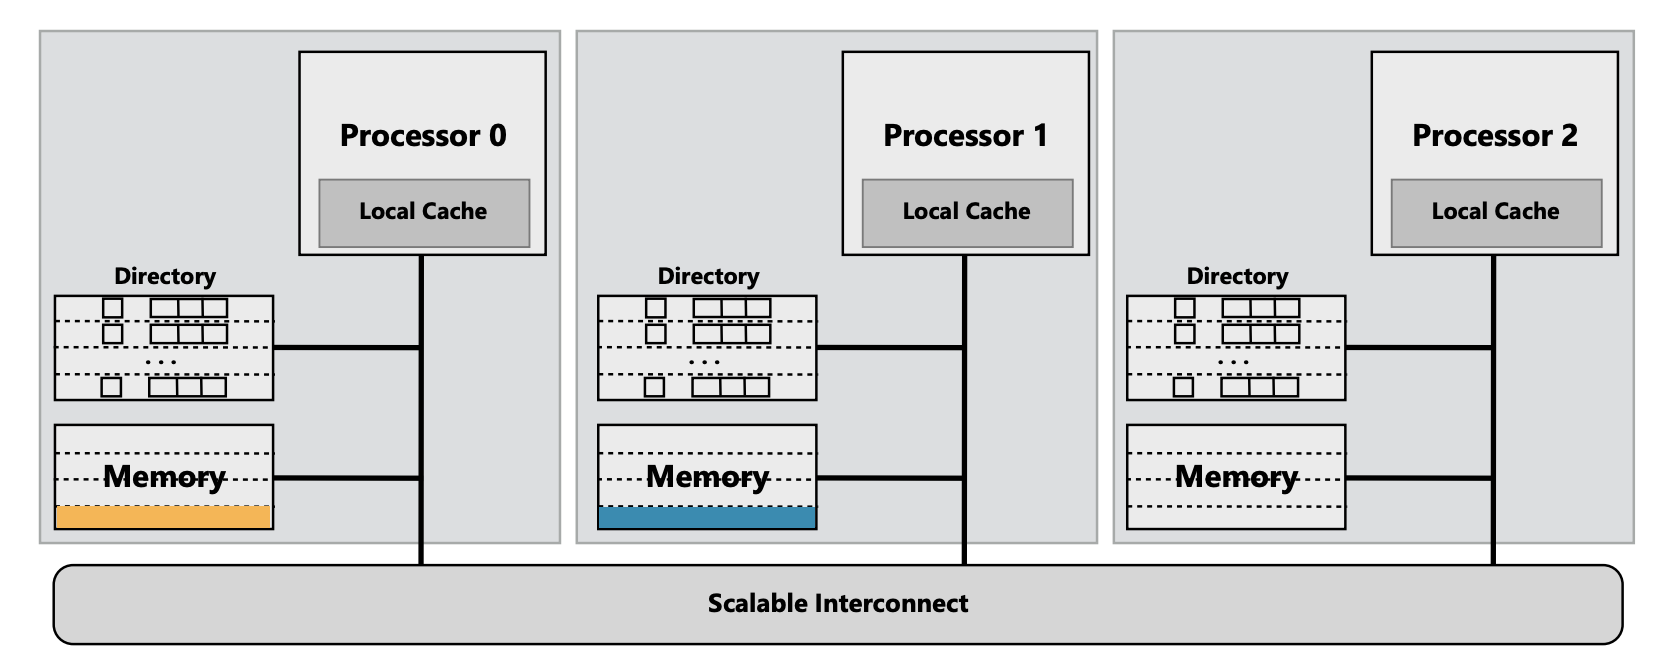 Processor 0
Local Cache
Directory
...
Memory
Processor 1
Local Cache
Directory
...
Memory
Processor 2
Local Cache
Directory
...
Memory
Scalable Interconnect